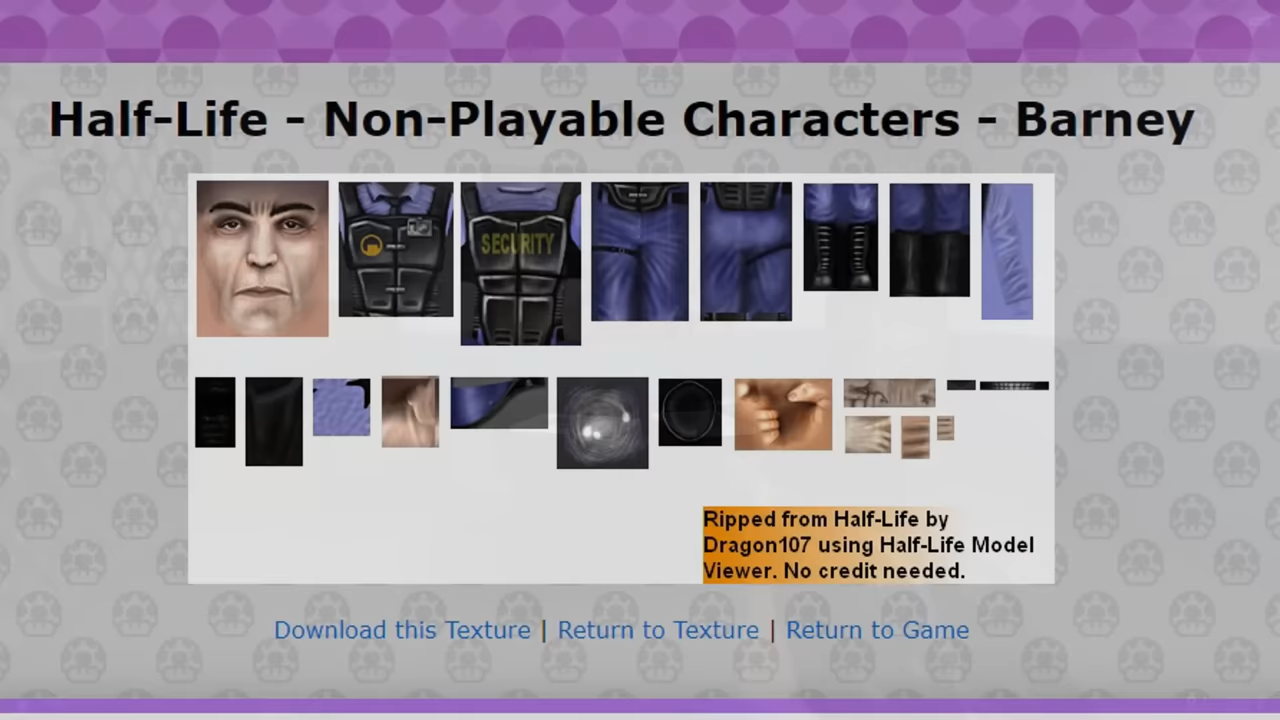 Half-Life - Non-Playable Characters - Barney
SECURITY
Ripped from Half-Life by
Dragon107 using Half-Life Model
Viewer. No credit needed.
Download this Texture | Return to Texture | Return to Game